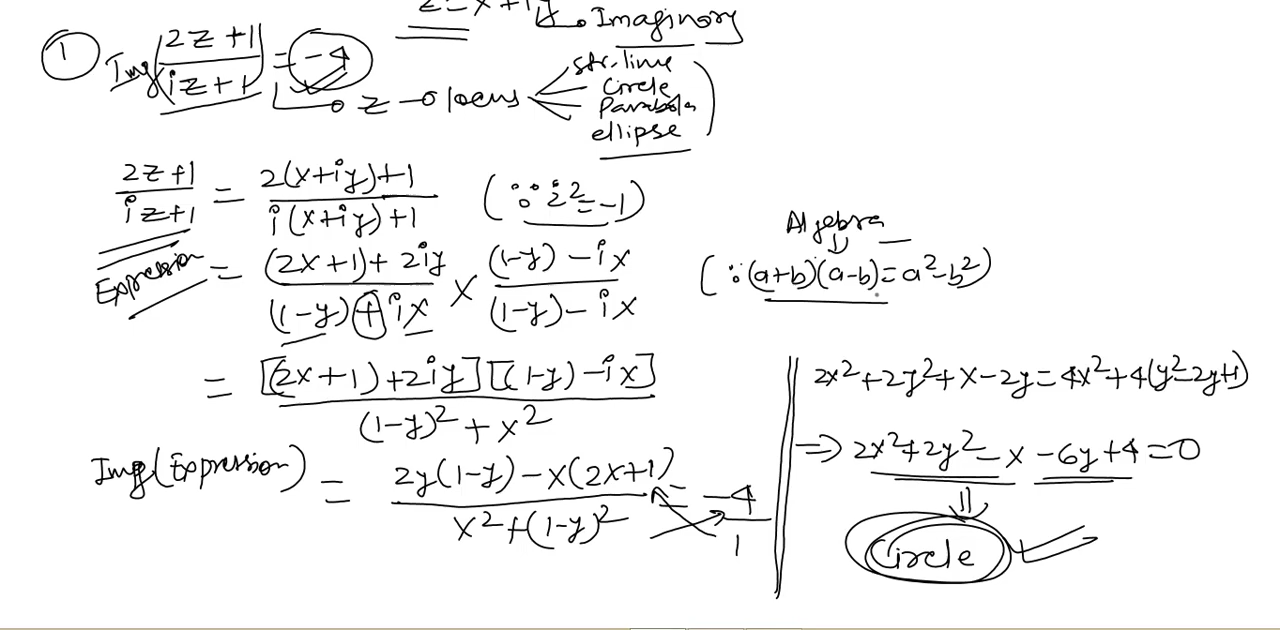 z = x + iy
Imaginory
① Img(2z+1/iz+1) = -4
z → locus
str.line
Circle
Parabola
ellipse
2z+1/iz+1 = 2(x+iy)+1/i(x+iy)+1 (∵ i² = -1)
Algebra
Expression = (2x+1)+2iy/(1-y)+ix × (1-y)-ix/(1-y)-ix (∵ (a+b)(a-b) = a²-b²)
= [(2x+1)+2iy][(1-y)-ix]/(1-y)²+x²
Img(Expression) = 2y(1-y)-x(2x+1)/x²+(1-y)² = -4/1
2x²+2y²+x-2y = 4x²+4(y²-2y+1)
⇒ 2x²+2y²-x-6y+4=0
⇓
Circle